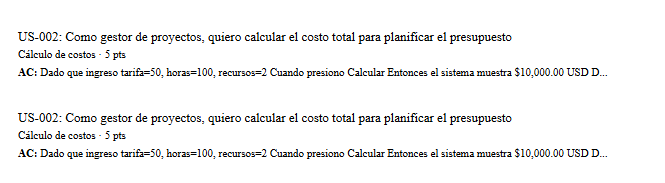 US-002: Como gestor de proyectos, quiero calcular el costo total para planificar el presupuesto
Cálculo de costos · 5 pts
AC: Dado que ingreso tarifa=50, horas=100, recursos=2 Cuando presiono Calcular Entonces el sistema muestra $10,000.00 USD D...
US-002: Como gestor de proyectos, quiero calcular el costo total para planificar el presupuesto
Cálculo de costos · 5 pts
AC: Dado que ingreso tarifa=50, horas=100, recursos=2 Cuando presiono Calcular Entonces el sistema muestra $10,000.00 USD D...